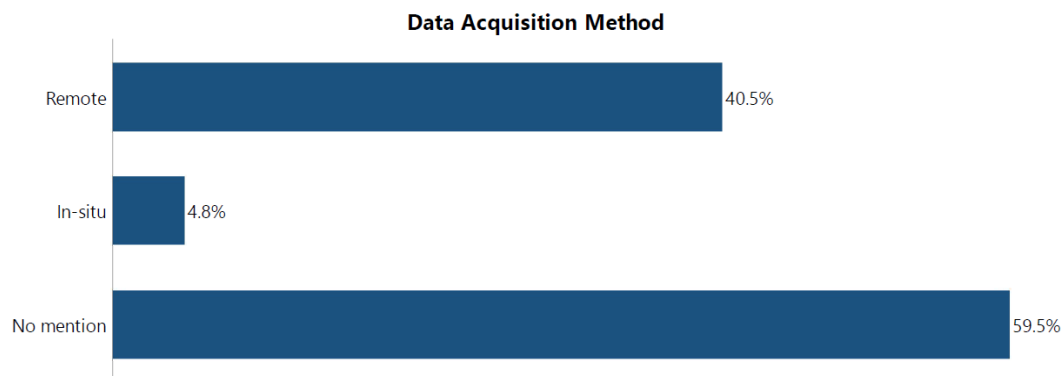 Data Acquisition Method
Remote
40.5%
In-situ
4.8%
No mention
59.5%